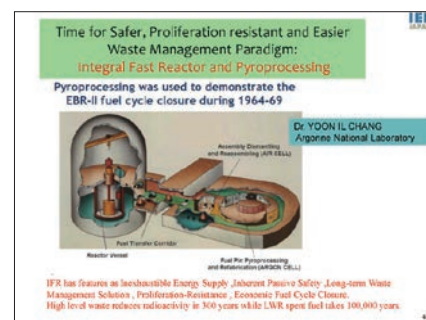 IEE
JAPAN
Time for Safer, Proliferation resistant and Easier
Waste Management Paradigm:
Integral Fast Reactor and Pyroprocessing
Pyroprocessing was used to demonstrate the
EBR-II fuel cycle closure during 1964-69
Dr. YOON IL CHANG
Argonne National Laboratory
Assembly Dismantling
and Reassembling (AIR CELL)
Fuel Transfer Corridor
Reactor Vessel
Fuel Pin Pyroprocessing
and Refabrication (ARGON CELL)
IFR has features as Inexhaustible Energy Supply ,Inherent Passive Safety ,Long-term Waste
Management Solution , Proliferation-Resistance , Economic Fuel Cycle Closure.
High level waste reduces radioactivity in 300 years while LWR spent fuel takes 100,000 years.